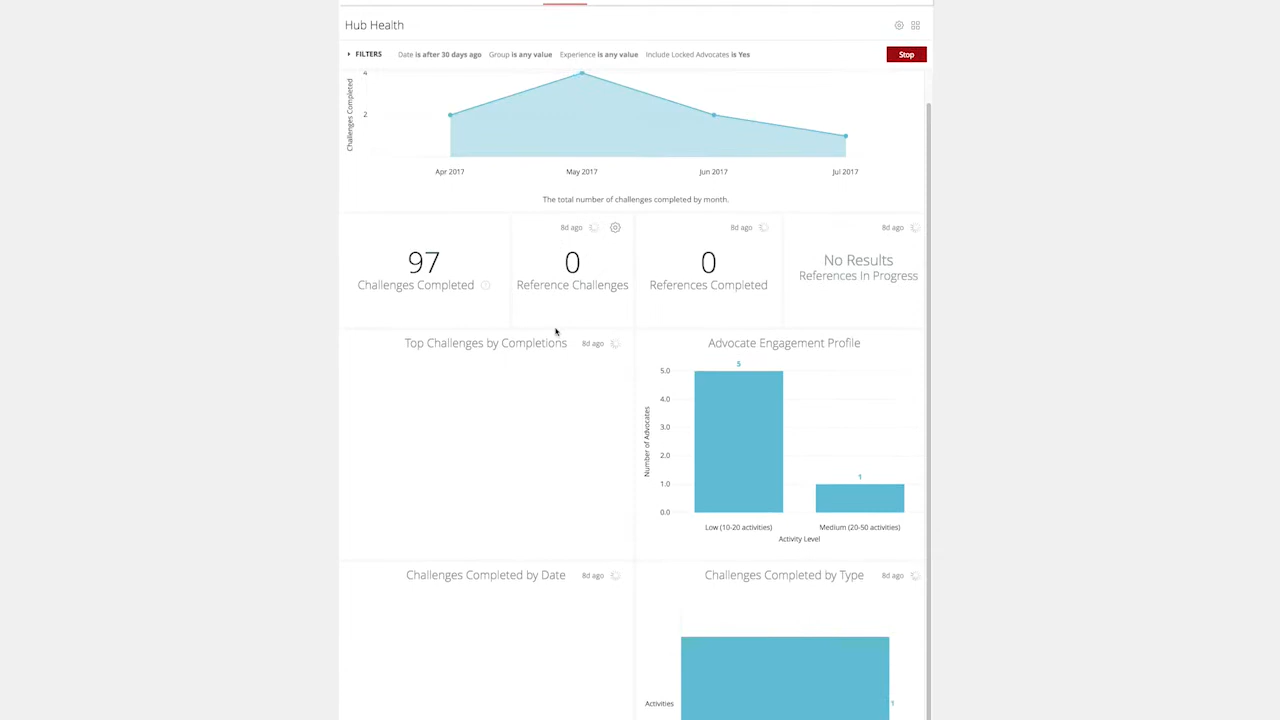 Hub Health
FILTERS Date is after 30 days ago Group is any value Experience is any value Include Locked Advocates is Yes Stop
Challenges Completed
4
2
Apr 2017 May 2017 Jun 2017 Jul 2017
The total number of challenges completed by month.
97
Challenges Completed
8d ago
0
Reference Challenges
8d ago
0
References Completed
8d ago
No Results
References In Progress
Top Challenges by Completions 8d ago
Advocate Engagement Profile
Number of Advocates
5.0
4.0
3.0
2.0
1.0
0.0
5
1
Low (10-20 activities) Medium (20-50 activities)
Activity Level
Challenges Completed by Date 8d ago
Challenges Completed by Type 8d ago
Activities
1